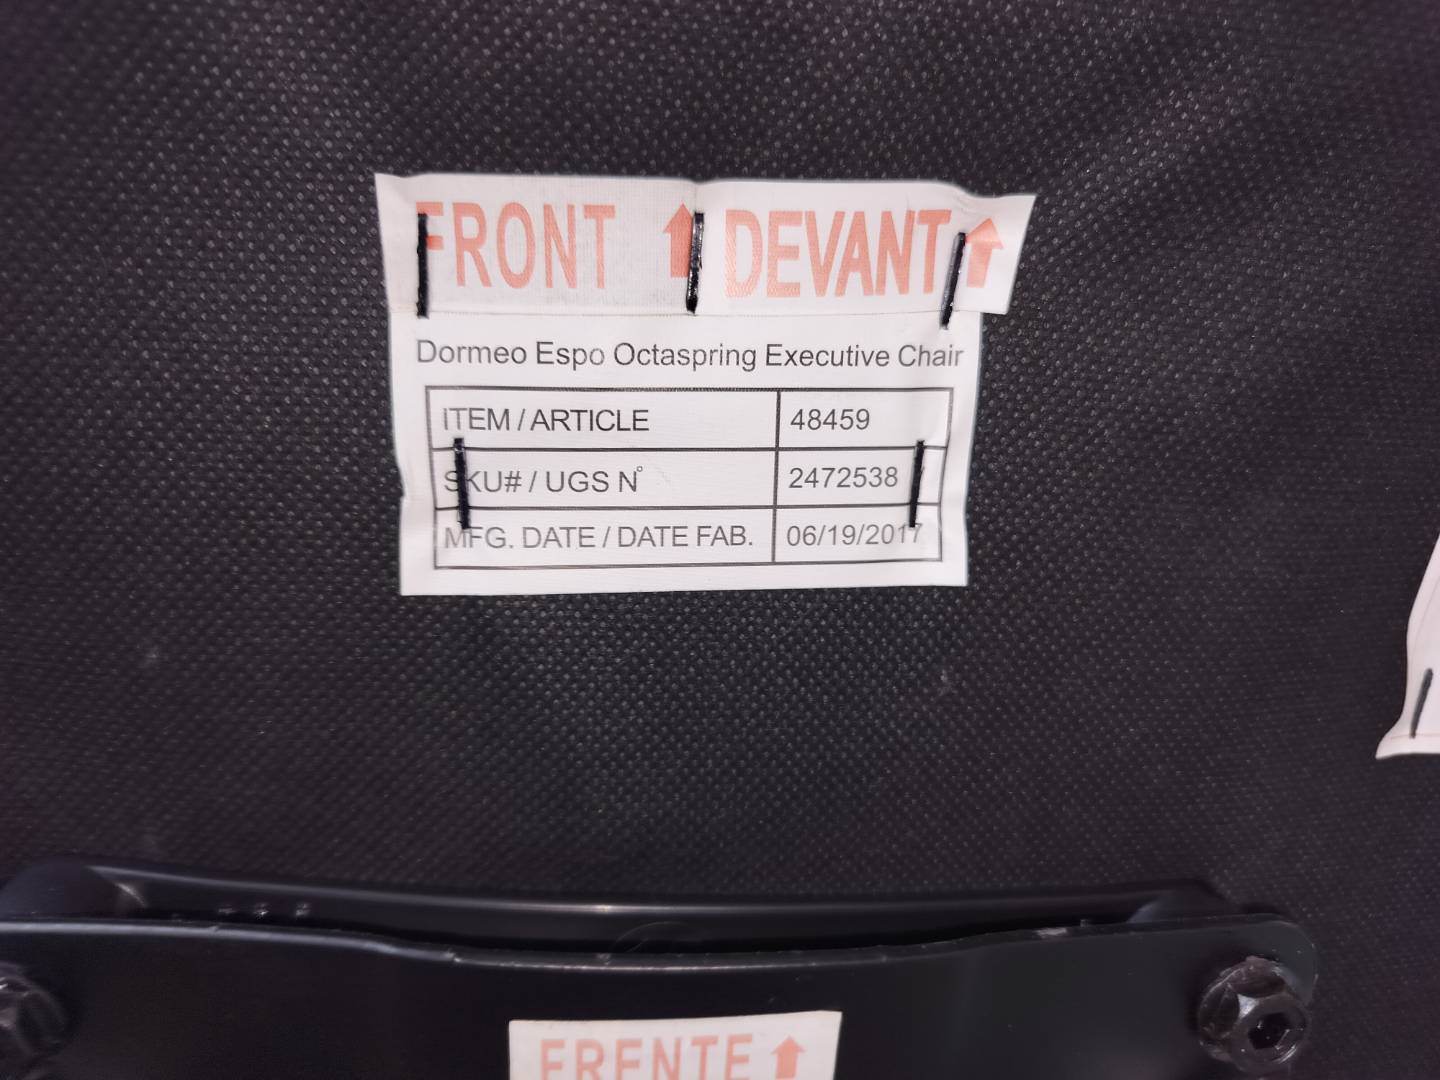 FRONT ↑ DEVANT ↑
Dormeo Espo Octaspring Executive Chair
ITEM / ARTICLE 48459
SKU# / UGS N° 2472538
MFG. DATE / DATE FAB. 06/19/2017
FRENTE ↑